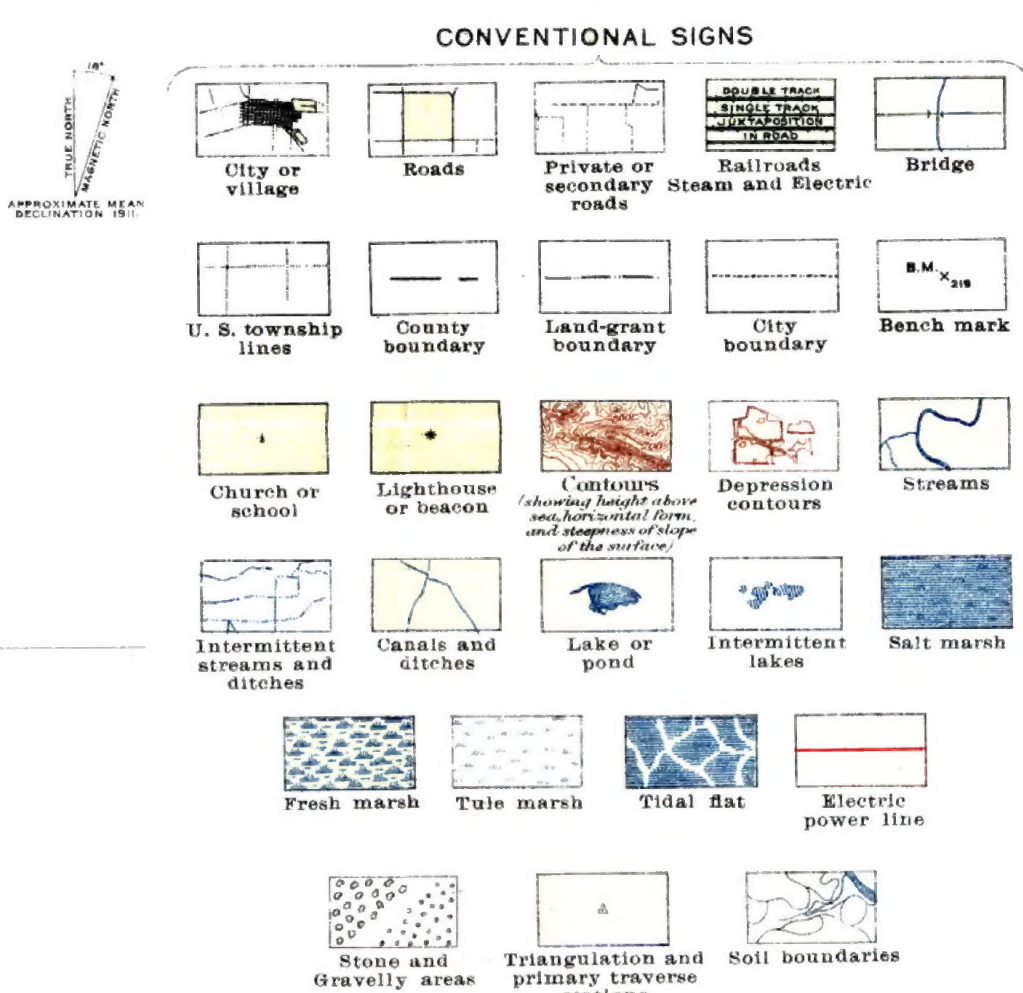 CONVENTIONAL SIGNS
18°
TRUE NORTH
MAGNETIC NORTH
APPROXIMATE MEAN
DECLINATION 1911.
City or
village
Roads
Private or
secondary
roads
DOUBLE TRACK
SINGLE TRACK
JUXTAPOSITION
IN ROAD
Railroads
Steam and Electric
Bridge
U. S. township
lines
County
boundary
Land-grant
boundary
City
boundary
B.M.
×
219
Bench mark
Church or
school
Lighthouse
or beacon
Contours
(showing height above
sea, horizontal form,
and steepness of slope
of the surface)
Depression
contours
Streams
Intermittent
streams and
ditches
Canals and
ditches
Lake or
pond
Intermittent
lakes
Salt marsh
Fresh marsh
Tule marsh
Tidal flat
Electric
power line
Stone and
Gravelly areas
Triangulation and
primary traverse
stations
Soil boundaries